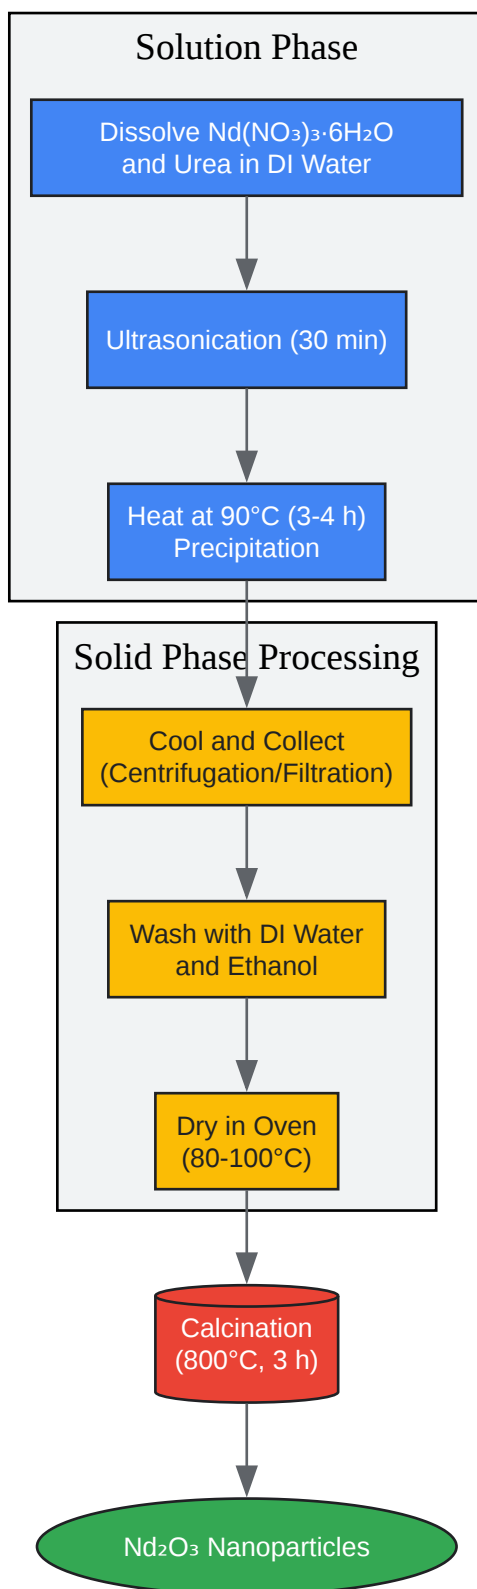 Solution Phase
Dissolve Nd(NO₃)₃·6H₂O
and Urea in DI Water
Ultrasonication (30 min)
Heat at 90°C (3-4 h)
Precipitation
Solid Phase Processing
Cool and Collect
(Centrifugation/Filtration)
Wash with DI Water
and Ethanol
Dry in Oven
(80-100°C)
Calcination
(800°C, 3 h)
Nd₂O₃ Nanoparticles